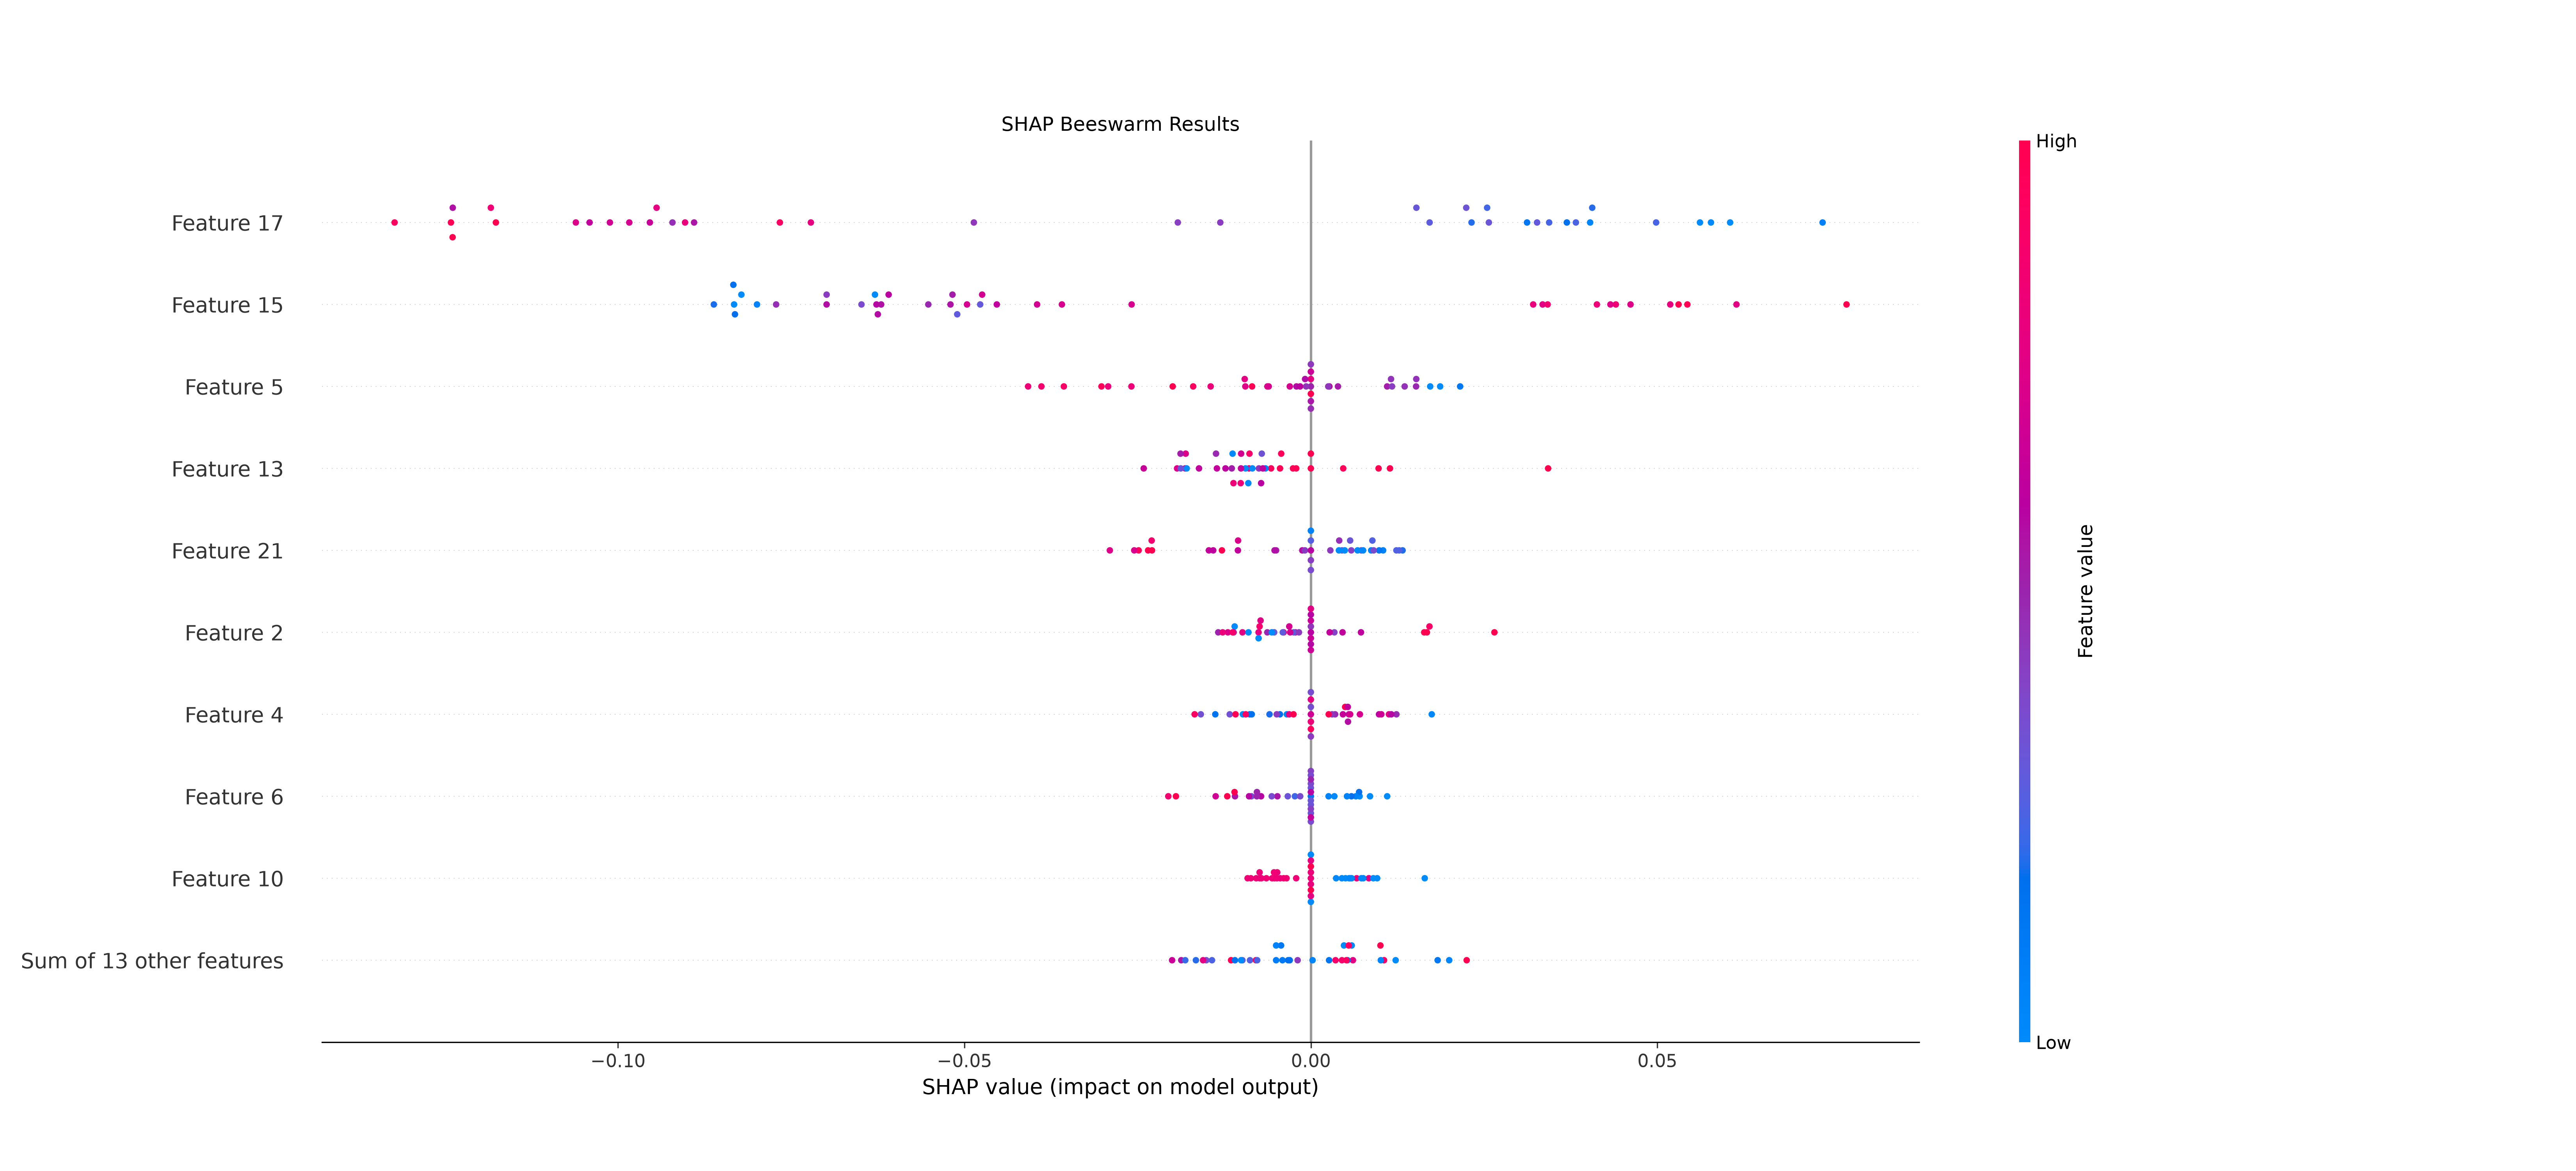 SHAP Beeswarm Results
High
Feature 17
Feature 15
Feature 5
Feature 13
Feature 21
Feature 2
Feature 4
Feature 6
Feature 10
Sum of 13 other features
Feature value
Low
−0.10
−0.05
0.00
0.05
SHAP value (impact on model output)